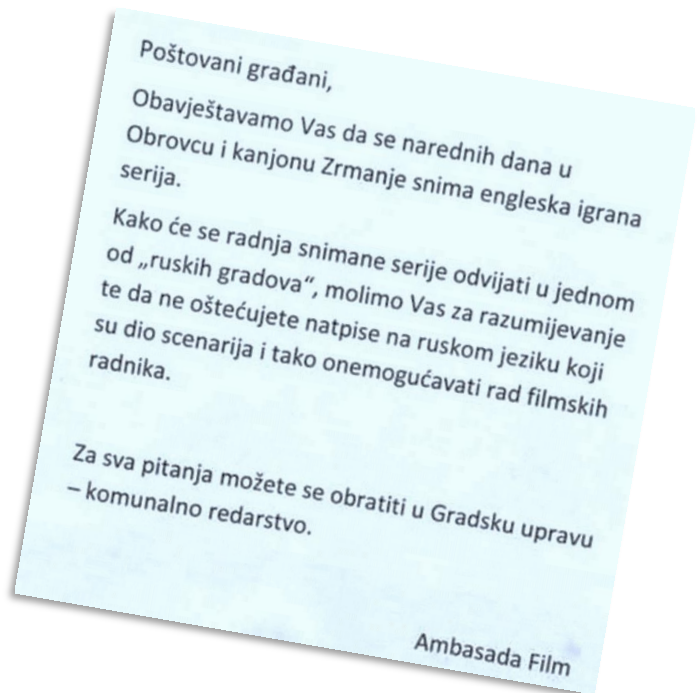 Poštovani građani,
Obavještavamo Vas da se narednih dana u
Obrovcu i kanjonu Zrmanje snima engleska igrana
serija.
Kako će se radnja snimane serije odvijati u jednom
od „ruskih gradova“, molimo Vas za razumijevanje
te da ne oštećujete natpise na ruskom jeziku koji
su dio scenarija i tako onemogućavati rad filmskih
radnika.
Za sva pitanja možete se obratiti u Gradsku upravu
– komunalno redarstvo.
Ambasada Film